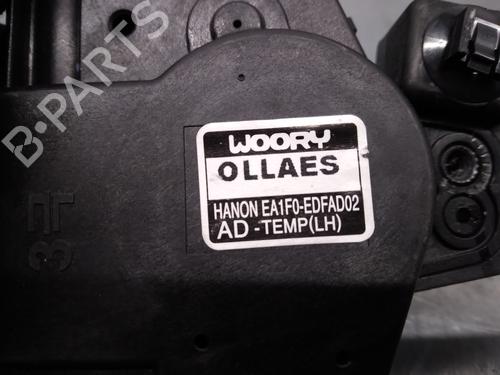 B-PARTS
WOORY
OLLAES
HANON EA1F0-EDFAD02
AD -TEMP(LH)